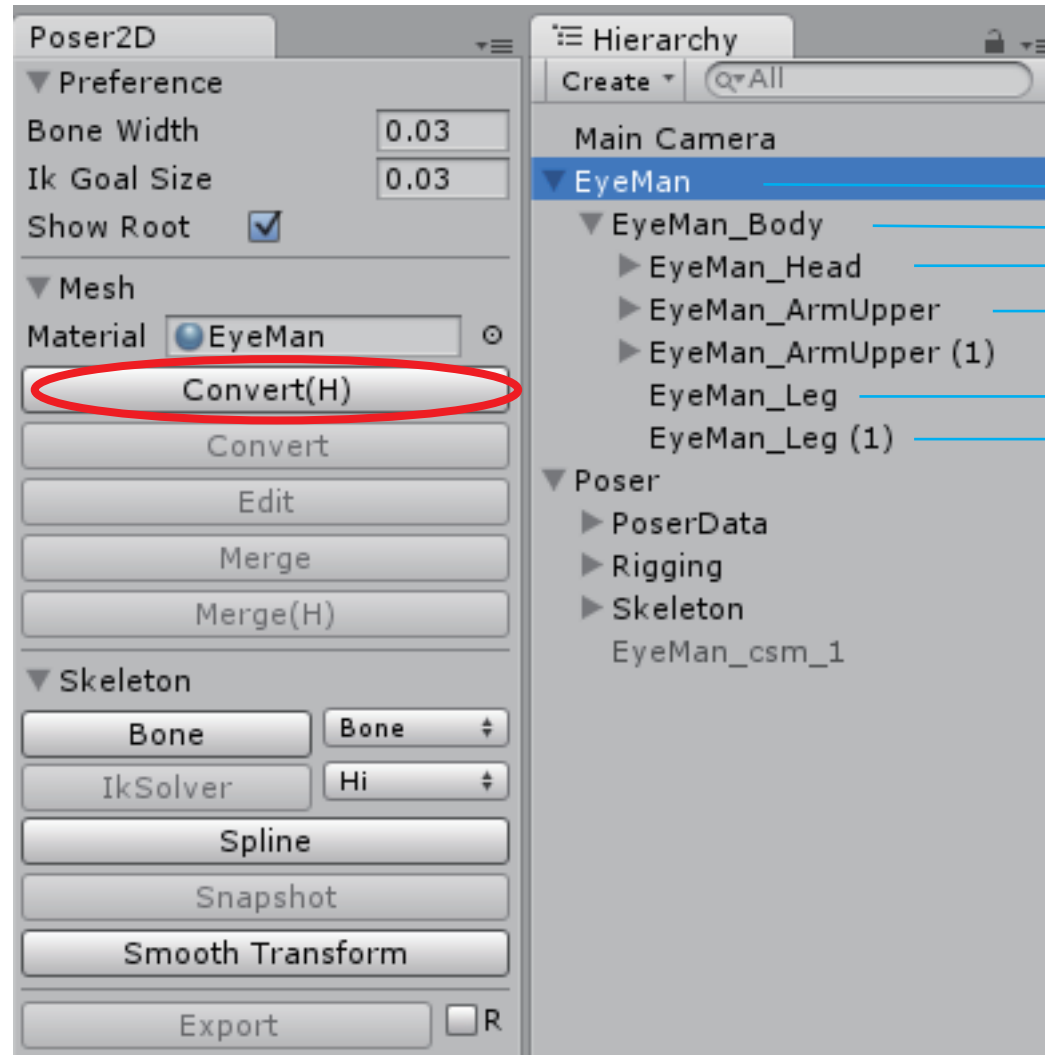 Poser2D
Preference
Bone Width 0.03
Ik Goal Size 0.03
Show Root
Mesh
Material EyeMan
Convert(H)
Convert
Edit
Merge
Merge(H)
Skeleton
Bone Bone
IkSolver Hi
Spline
Snapshot
Smooth Transform
Export R
Hierarchy
Create All
Main Camera
EyeMan
EyeMan_Body
EyeMan_Head
EyeMan_ArmUpper
EyeMan_ArmUpper (1)
EyeMan_Leg
EyeMan_Leg (1)
Poser
PoserData
Rigging
Skeleton
EyeMan_csm_1